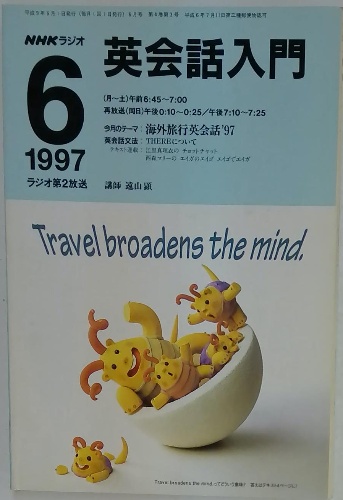 NHKラジオ
英会話入門
6
1997
ラジオ第2放送
(月~土)午前6:45~7:00
再放送(同日)午後0:10~0:25/午後7:10~7:25
今月のテーマ:海外旅行英会話'97
英会話文法:THEREについて
講師 遠山顕
Travel broadens the mind.
Travel broadens the mind.